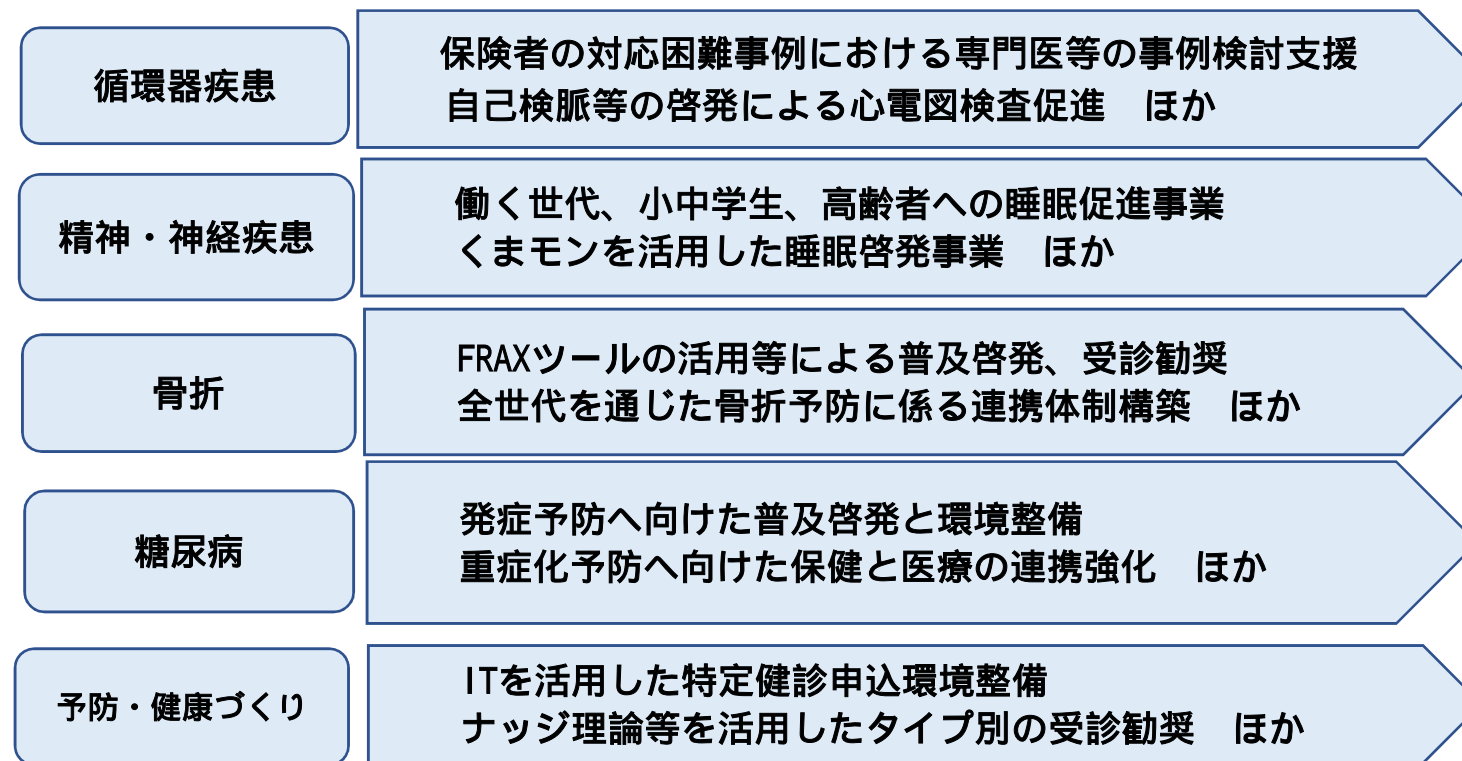 循環器疾患
保険者の対応困難事例における専門医等の事例検討支援
自己検脈等の啓発による心電図検査促進　ほか
精神・神経疾患
働く世代、小中学生、高齢者への睡眠促進事業
くまモンを活用した睡眠啓発事業　ほか
骨折
FRAXツールの活用等による普及啓発、受診勧奨
全世代を通じた骨折予防に係る連携体制構築　ほか
糖尿病
発症予防へ向けた普及啓発と環境整備
重症化予防へ向けた保健と医療の連携強化　ほか
予防・健康づくり
ITを活用した特定健診申込環境整備
ナッジ理論等を活用したタイプ別の受診勧奨　ほか